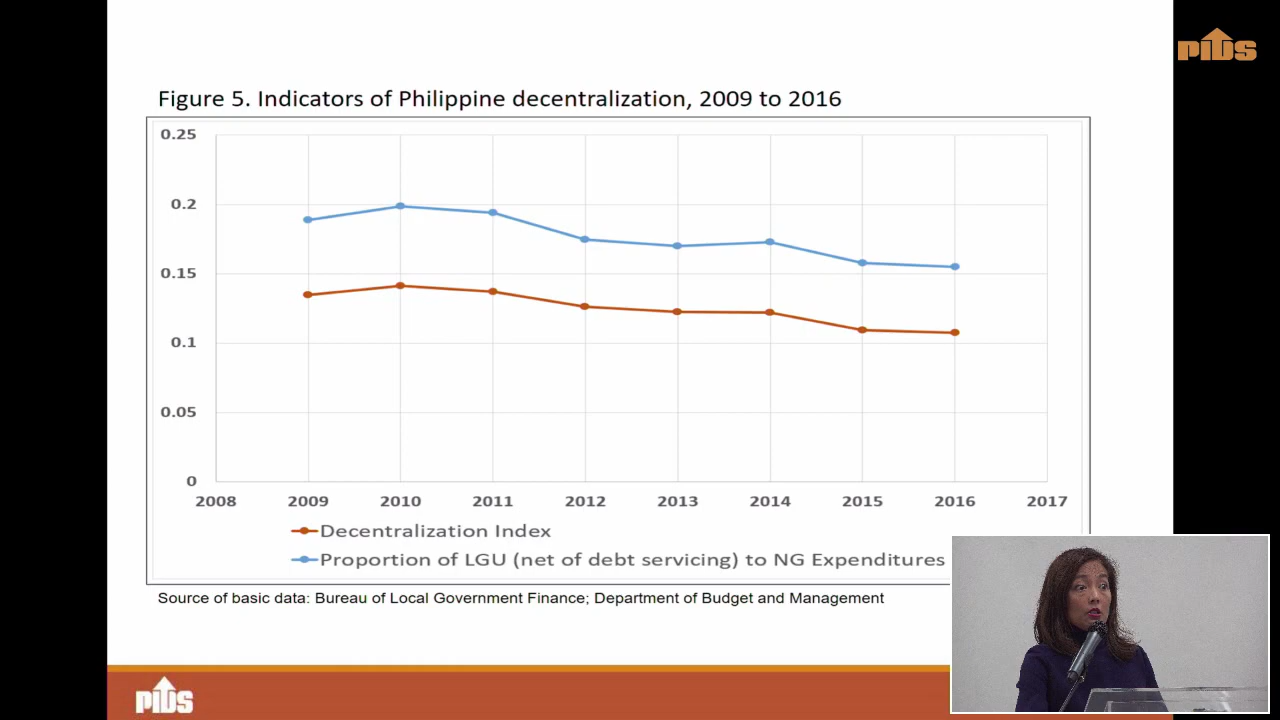 PIDS
Figure 5. Indicators of Philippine decentralization, 2009 to 2016
0.25
0.2
0.15
0.1
0.05
0
2008 2009 2010 2011 2012 2013 2014 2015 2016 2017
Decentralization Index
Proportion of LGU (net of debt servicing) to NG Expenditures
Source of basic data: Bureau of Local Government Finance; Department of Budget and Management
PIDS